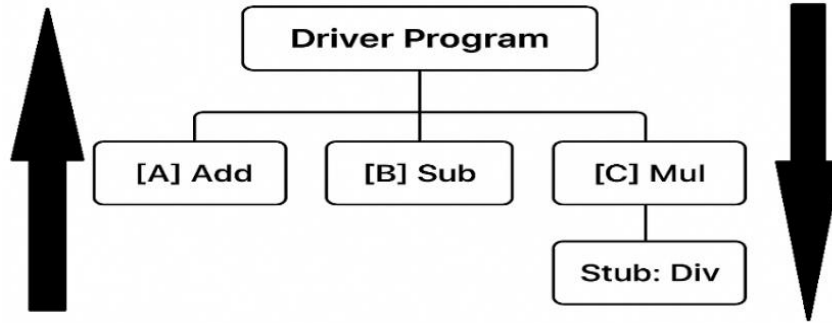 Driver Program
[A] Add
[B] Sub
[C] Mul
Stub: Div